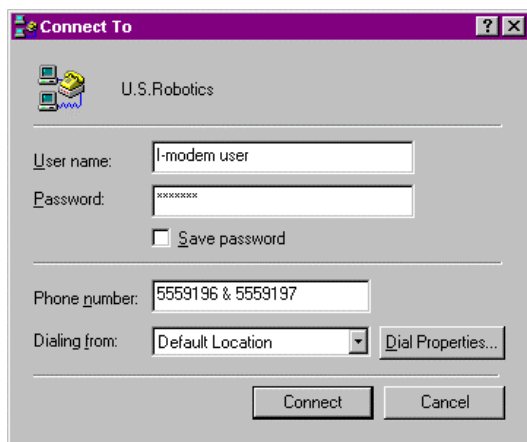 Connect To
U.S.Robotics
User name: I-modem user
Password: *******
Save password
Phone number: 5559196 & 5559197
Dialing from: Default Location Dial Properties...
Connect Cancel